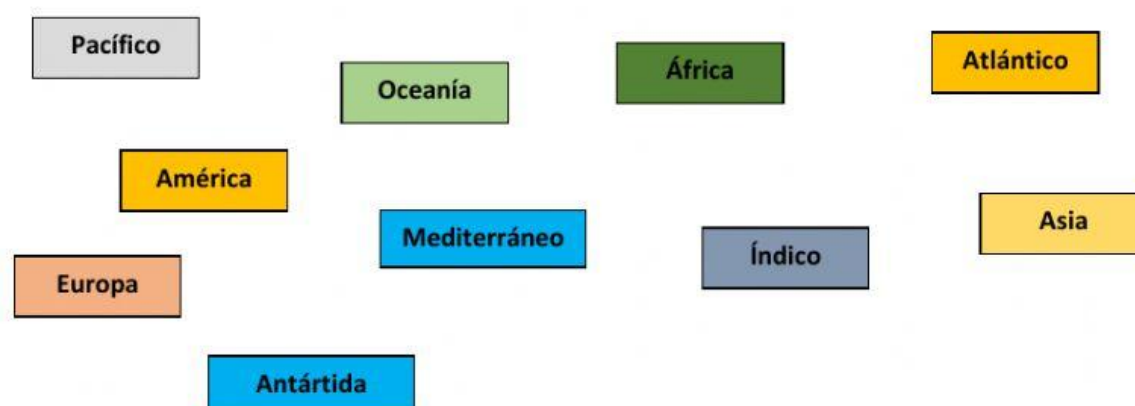 Pacífico
Oceanía
África
Atlántico
América
Mediterráneo
Índico
Asia
Europa
Antártida